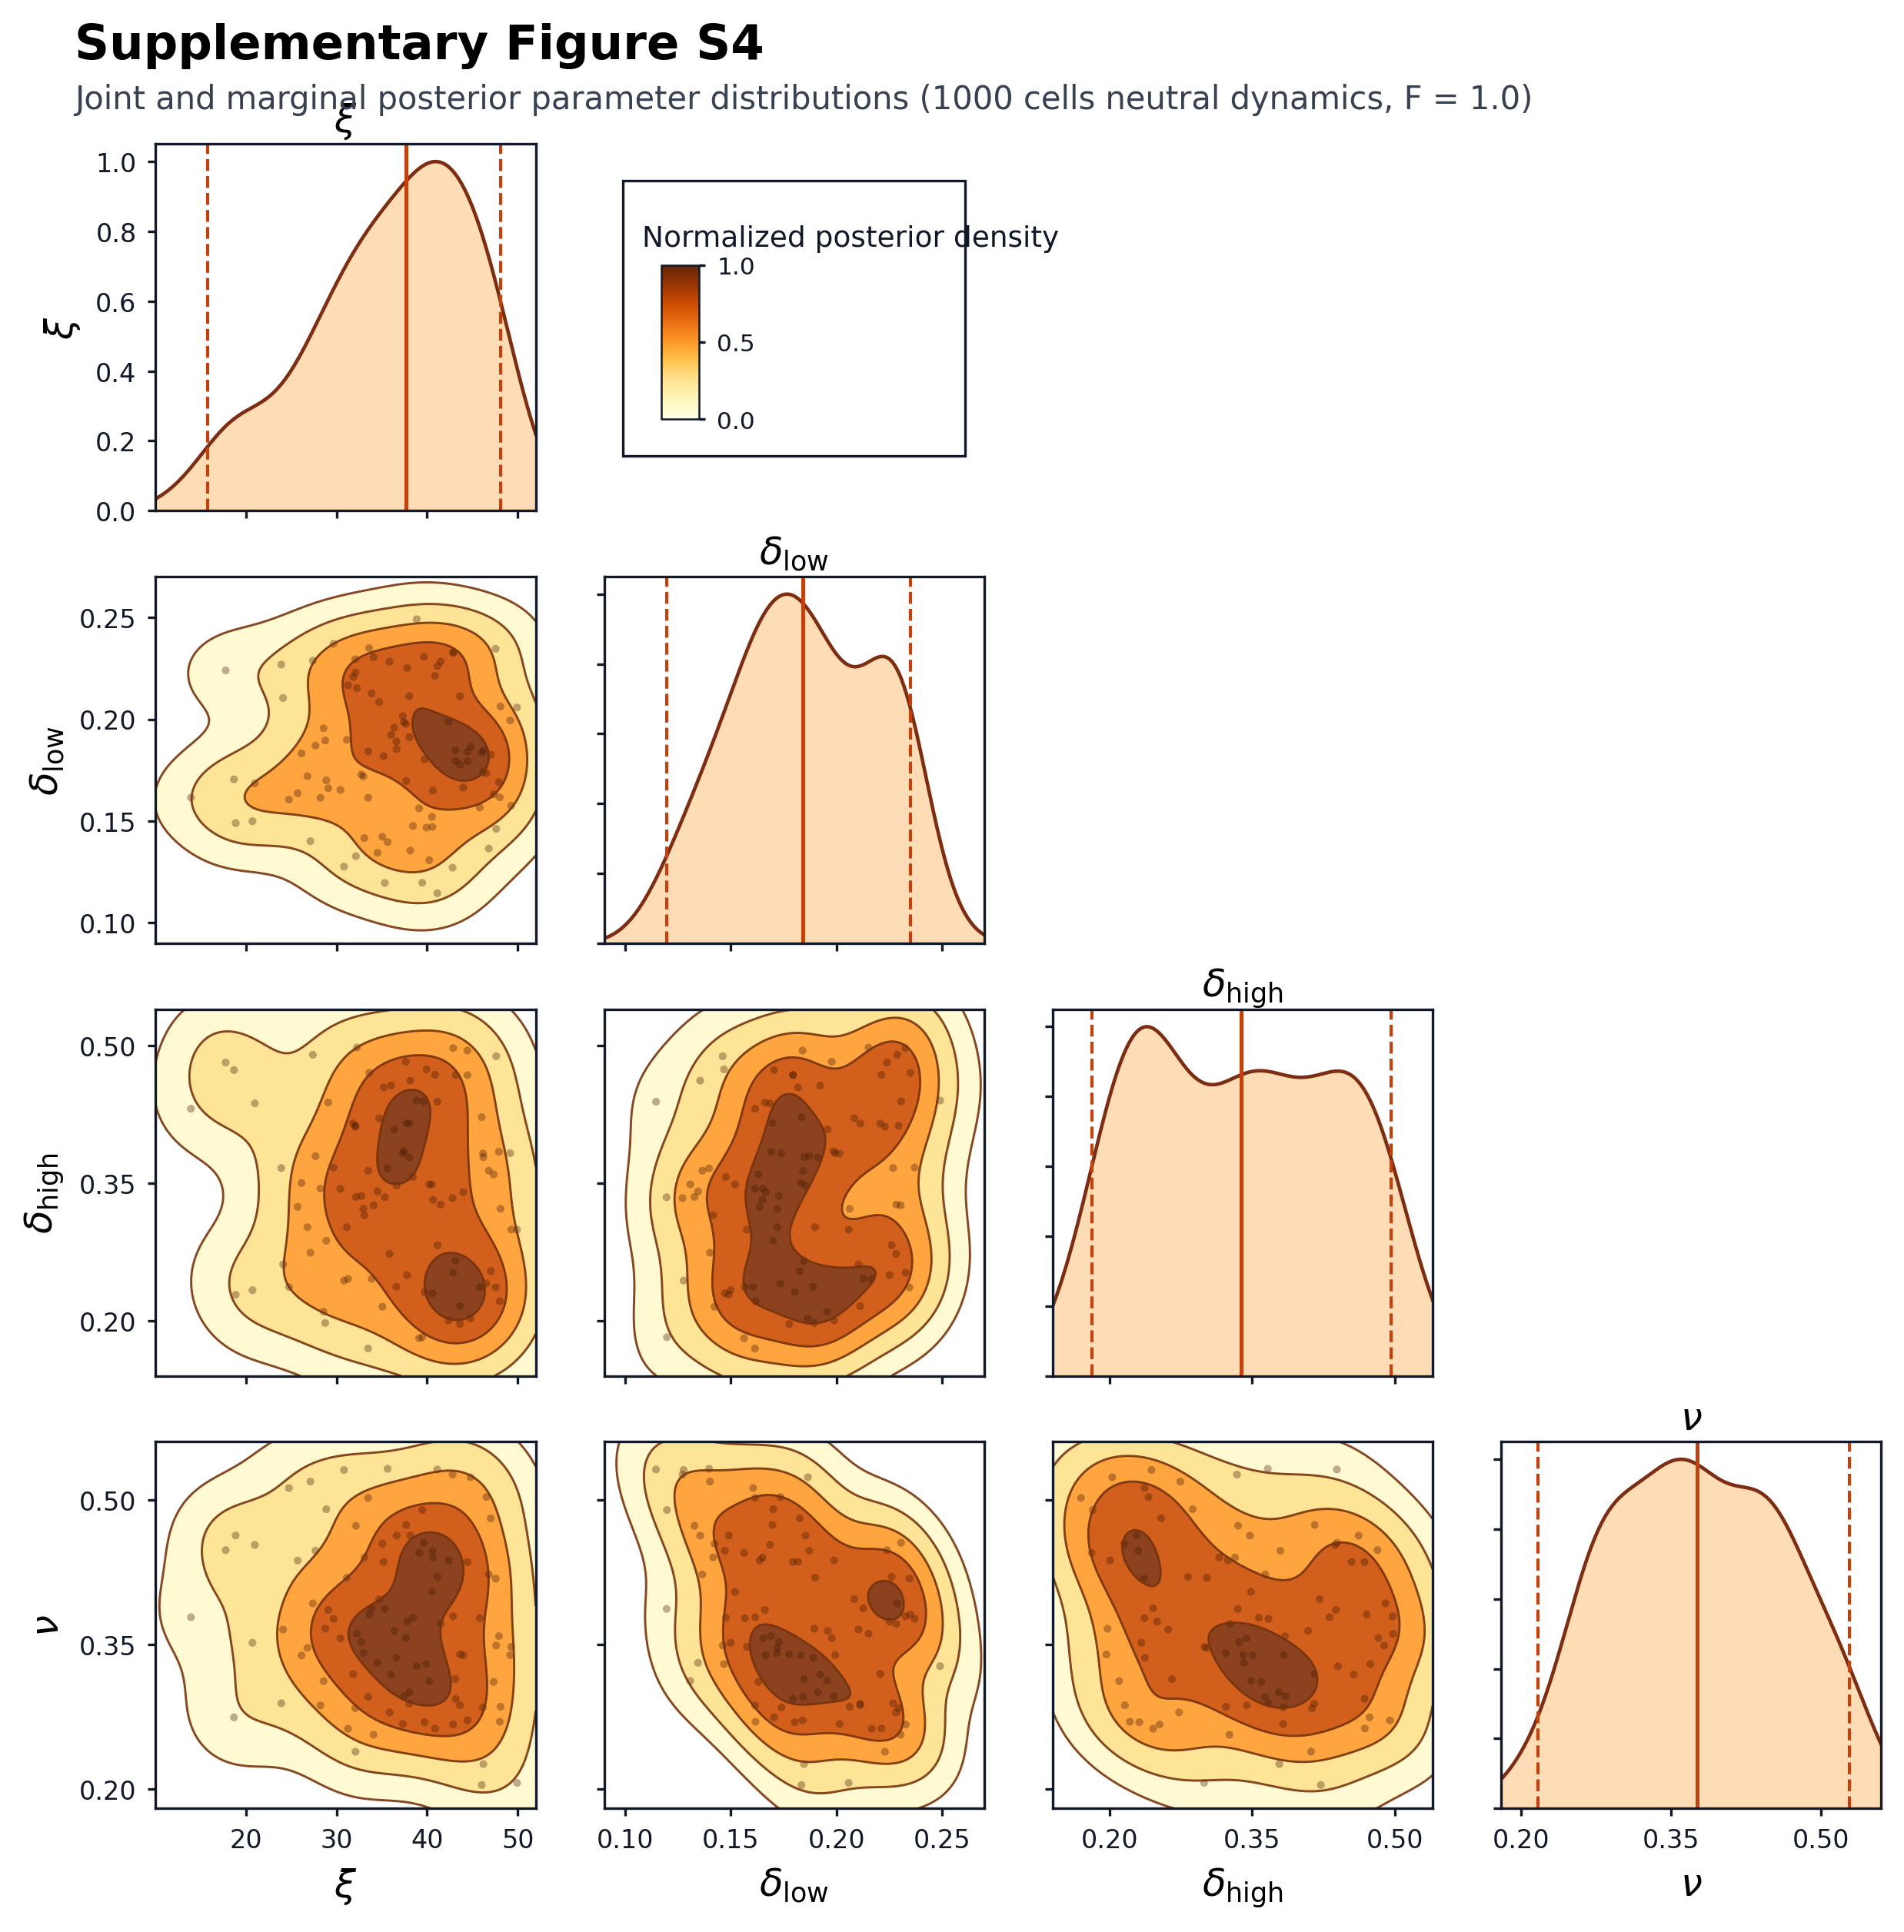 Supplementary Figure S4
Joint and marginal posterior parameter distributions (1000 cells neutral dynamics, F = 1.0)
ξ
1.0
0.8
0.6
0.4
0.2
0.0
ξ
Normalized posterior density
1.0
0.5
0.0
δlow
0.25
0.20
0.15
0.10
δlow
δhigh
0.50
0.35
0.20
δhigh
ν
0.50
0.35
0.20
ν
20 30 40 50 0.10 0.15 0.20 0.25 0.20 0.35 0.50 0.20 0.35 0.50
ξ δlow δhigh ν